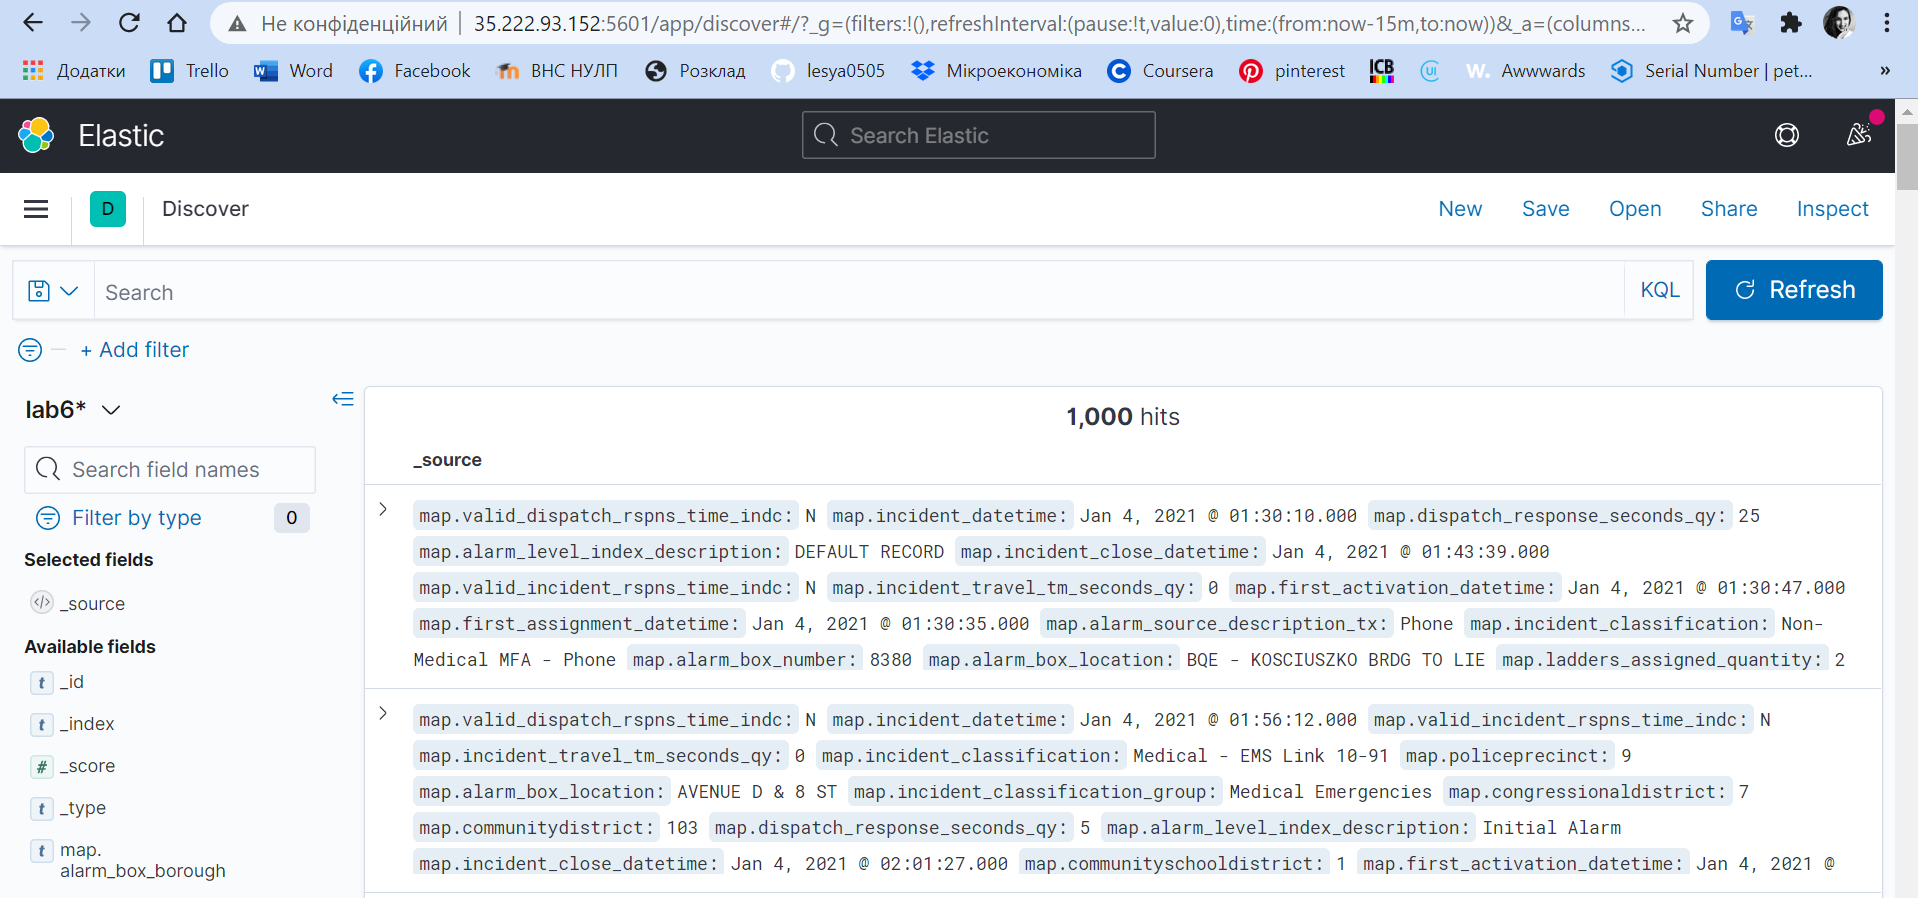 Не конфіденційний 35.222.93.152:5601/app/discover#/?_g=(filters:!(),refreshInterval:(pause:!t,value:0),time:(from:now-15m,to:now))&_a=(columns...
Додатки Trello Word Facebook ВНС НУЛП Розклад lesya0505 Мікроекономіка Coursera pinterest ICB UI W. Awwwards Serial Number | pet... »
Elastic Search Elastic
D Discover New Save Open Share Inspect
Search KQL Refresh
+ Add filter
lab6*
Search field names
Filter by type 0
Selected fields
_source
Available fields
t _id
t _index
# _score
t _type
t map.
alarm_box_borough
1,000 hits
_source
map.valid_dispatch_rspns_time_indc: N map.incident_datetime: Jan 4, 2021 @ 01:30:10.000 map.dispatch_response_seconds_qy: 25
map.alarm_level_index_description: DEFAULT RECORD map.incident_close_datetime: Jan 4, 2021 @ 01:43:39.000
map.valid_incident_rspns_time_indc: N map.incident_travel_tm_seconds_qy: 0 map.first_activation_datetime: Jan 4, 2021 @ 01:30:47.000
map.first_assignment_datetime: Jan 4, 2021 @ 01:30:35.000 map.alarm_source_description_tx: Phone map.incident_classification: Non-
Medical MFA - Phone map.alarm_box_number: 8380 map.alarm_box_location: BQE - KOSCIUSZKO BRDG TO LIE map.ladders_assigned_quantity: 2
map.valid_dispatch_rspns_time_indc: N map.incident_datetime: Jan 4, 2021 @ 01:56:12.000 map.valid_incident_rspns_time_indc: N
map.incident_travel_tm_seconds_qy: 0 map.incident_classification: Medical - EMS Link 10-91 map.policeprecinct: 9
map.alarm_box_location: AVENUE D & 8 ST map.incident_classification_group: Medical Emergencies map.congressionaldistrict: 7
map.communitydistrict: 103 map.dispatch_response_seconds_qy: 5 map.alarm_level_index_description: Initial Alarm
map.incident_close_datetime: Jan 4, 2021 @ 02:01:27.000 map.communityschooldistrict: 1 map.first_activation_datetime: Jan 4, 2021 @